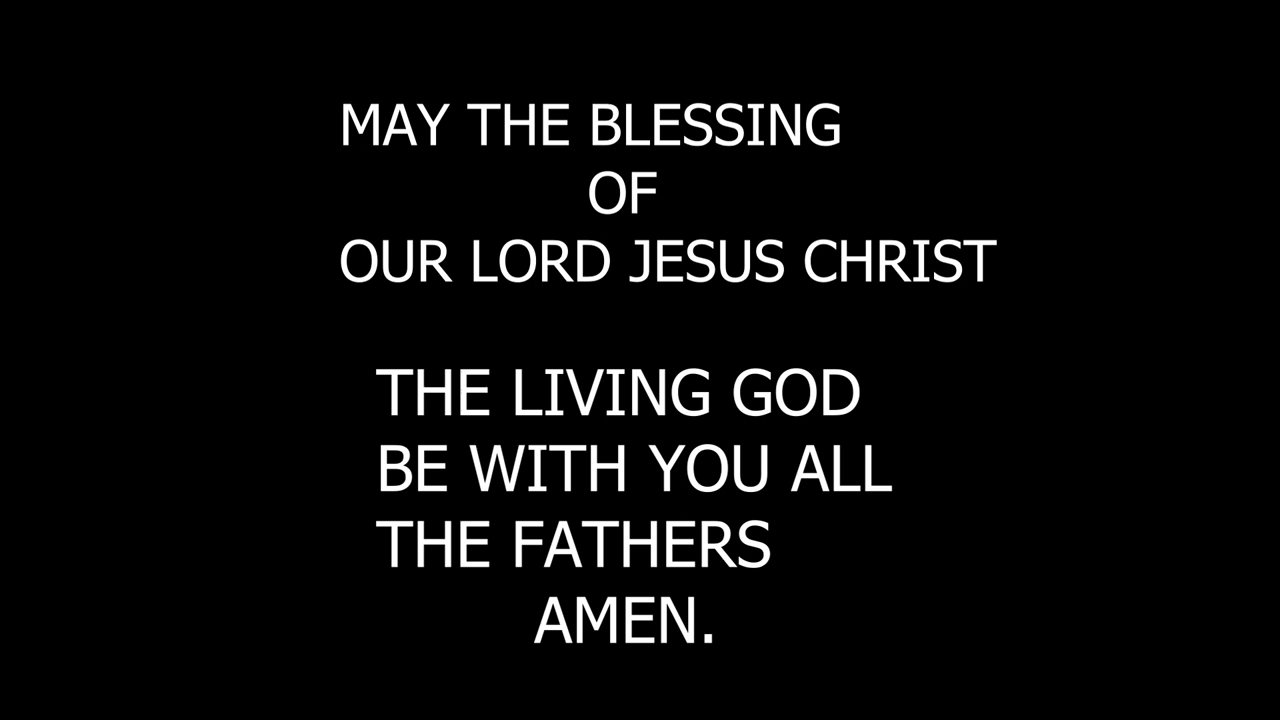 MAY THE BLESSING
OF
OUR LORD JESUS CHRIST
THE LIVING GOD
BE WITH YOU ALL
THE FATHERS
AMEN.